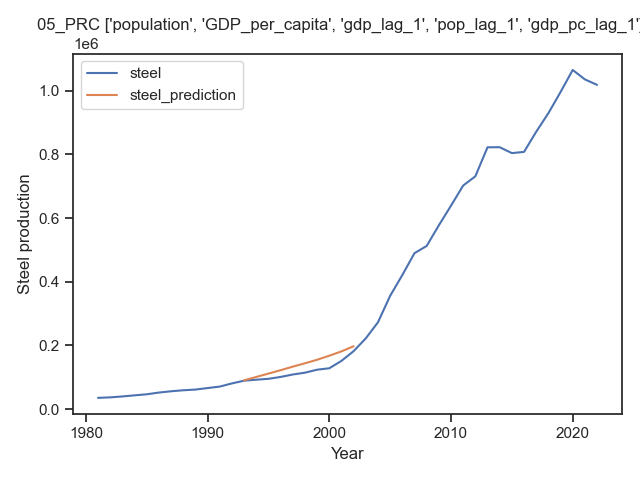 05_PRC ['population', 'GDP_per_capita', 'gdp_lag_1', 'pop_lag_1', 'gdp_pc_lag_1'
1e6
steel
steel_prediction
1.0
0.8
0.6
0.4
0.2
0.0
Steel production
1980
1990
2000
2010
2020
Year